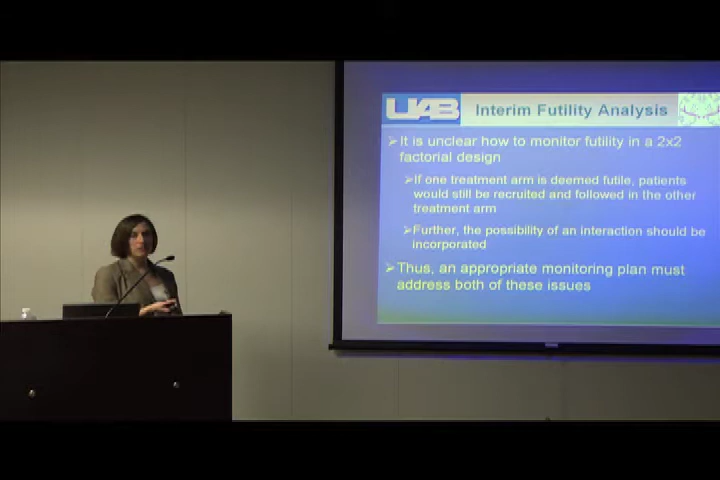 UAB Interim Futility Analysis
➢It is unclear how to monitor futility in a 2x2
factorial design
➢If one treatment arm is deemed futile, patients
would still be recruited and followed in the other
treatment arm
➢Further, the possibility of an interaction should be
incorporated
➢Thus, an appropriate monitoring plan must
address both of these issues